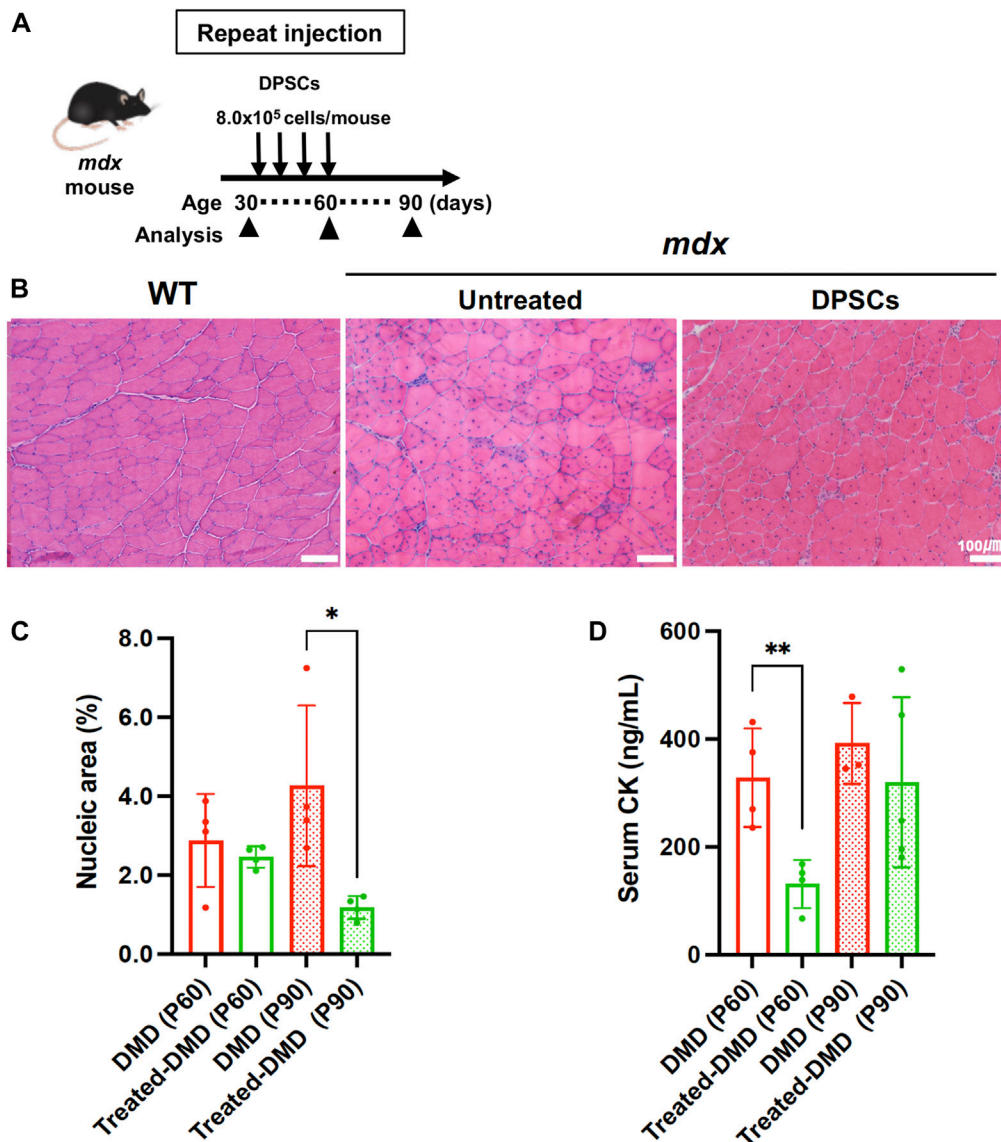 A
Repeat injection
DPSCs
8.0x10⁵ cells/mouse
mdx
mouse
Age 30 60 90 (days)
Analysis
mdx
B
WT
Untreated
DPSCs
100μm
C
*
8.0
6.0
4.0
2.0
0.0
Nucleic area (%)
DMD (P60)
Treated-DMD (P60)
DMD (P90)
Treated-DMD (P90)
D
**
600
400
200
0
Serum CK (ng/mL)
DMD (P60)
Treated-DMD (P60)
DMD (P90)
Treated-DMD (P90)